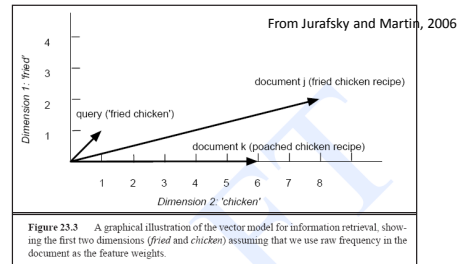 From Jurafsky and Martin, 2006
4
3
2
1
Dimension 1: 'fried'
query ('fried chicken')
document j (fried chicken recipe)
document k (poached chicken recipe)
1 2 3 4 5 6 7 8
Dimension 2: 'chicken'
Figure 23.3 A graphical illustration of the vector model for information retrieval, show-
ing the first two dimensions (fried and chicken) assuming that we use raw frequency in the
document as the feature weights.